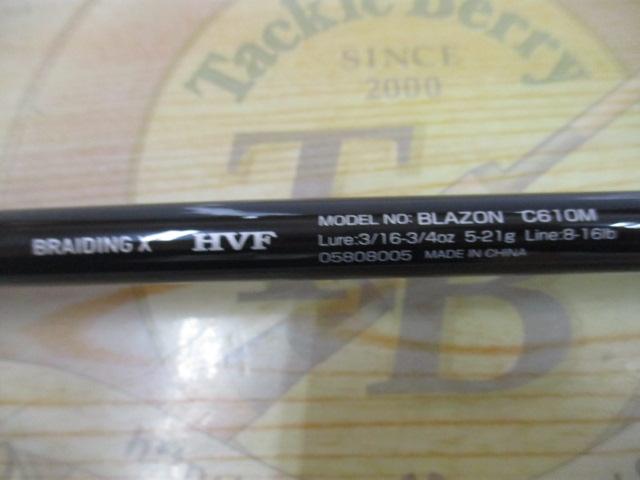 Tackle Berry
SINCE
2000
TB
BRAIDING X HVF
MODEL NO: BLAZON C610M
Lure:3/16-3/4oz 5-21g Line:8-16lb
05808005 MADE IN CHINA